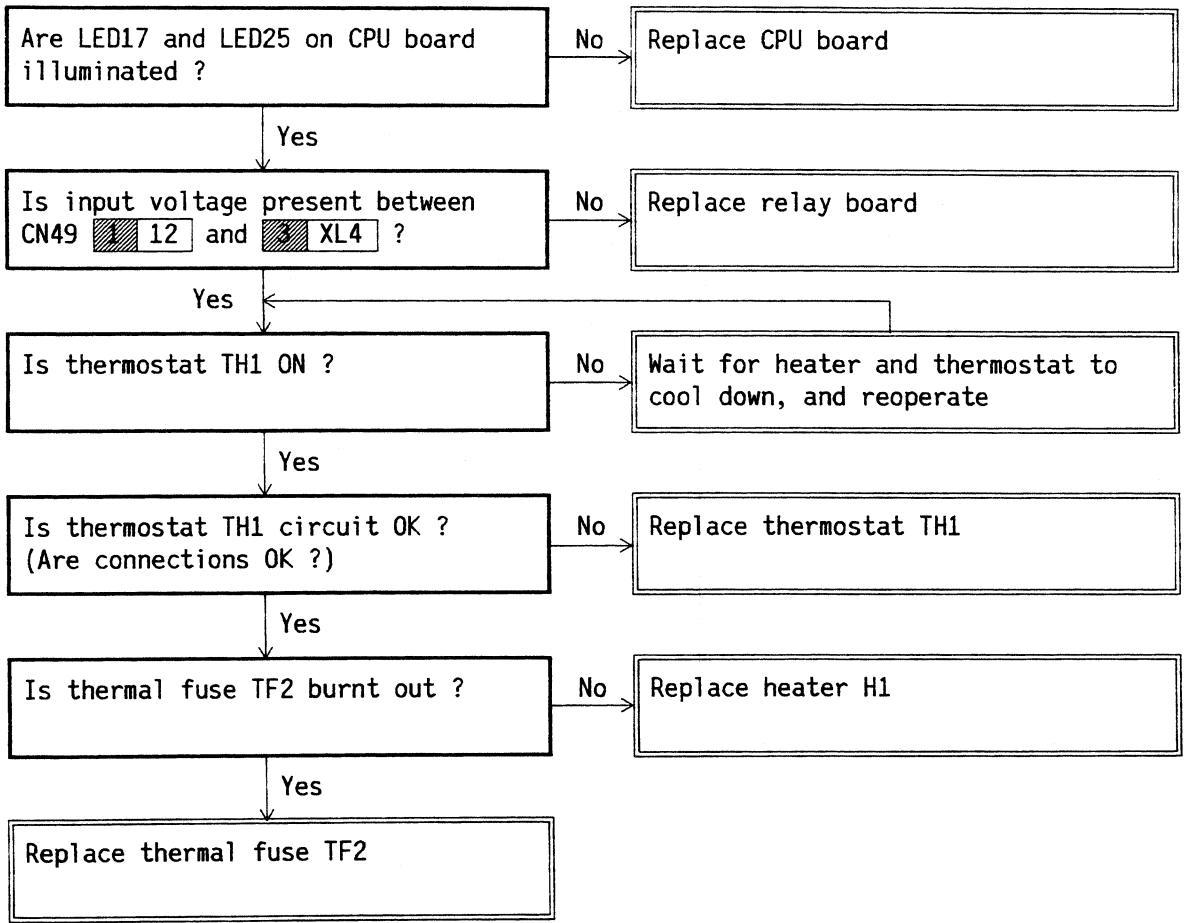 Are LED17 and LED25 on CPU board
illuminated ?
No
Replace CPU board
Yes
Is input voltage present between
CN49 1 12 and 3 XL4 ?
No
Replace relay board
Yes
Is thermostat TH1 ON ?
No
Wait for heater and thermostat to
cool down, and reoperate
Yes
Is thermostat TH1 circuit OK ?
(Are connections OK ?)
No
Replace thermostat TH1
Yes
Is thermal fuse TF2 burnt out ?
No
Replace heater H1
Yes
Replace thermal fuse TF2